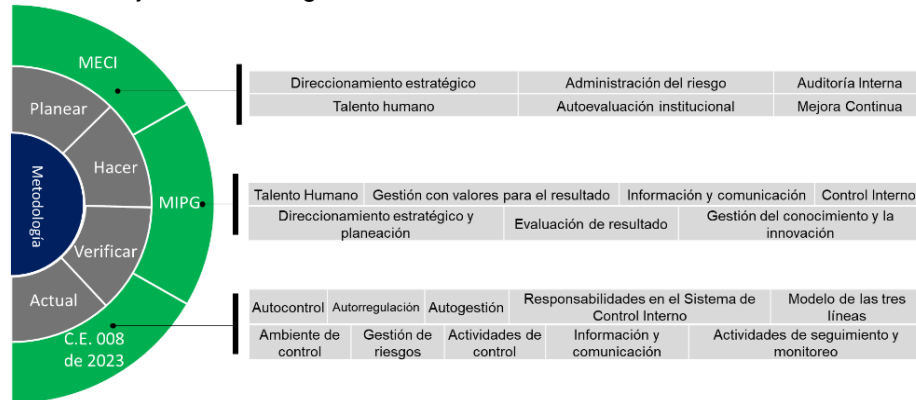 MECI
Planear
Hacer
Metodología
MIPG
Verificar
Actual
C.E. 008
de 2023
Direccionamiento estratégico Administración del riesgo Auditoría Interna
Talento humano Autoevaluación institucional Mejora Continua
Talento Humano Gestión con valores para el resultado Información y comunicación Control Interno
Direccionamiento estratégico y
planeación
Evaluación de resultado
Gestión del conocimiento y la
innovación
Autocontrol Autorregulación Autogestión
Responsabilidades en el Sistema de
Control Interno
Modelo de las tres
líneas
Ambiente de
control
Gestión de
riesgos
Actividades de
control
Información y
comunicación
Actividades de seguimiento y
monitoreo